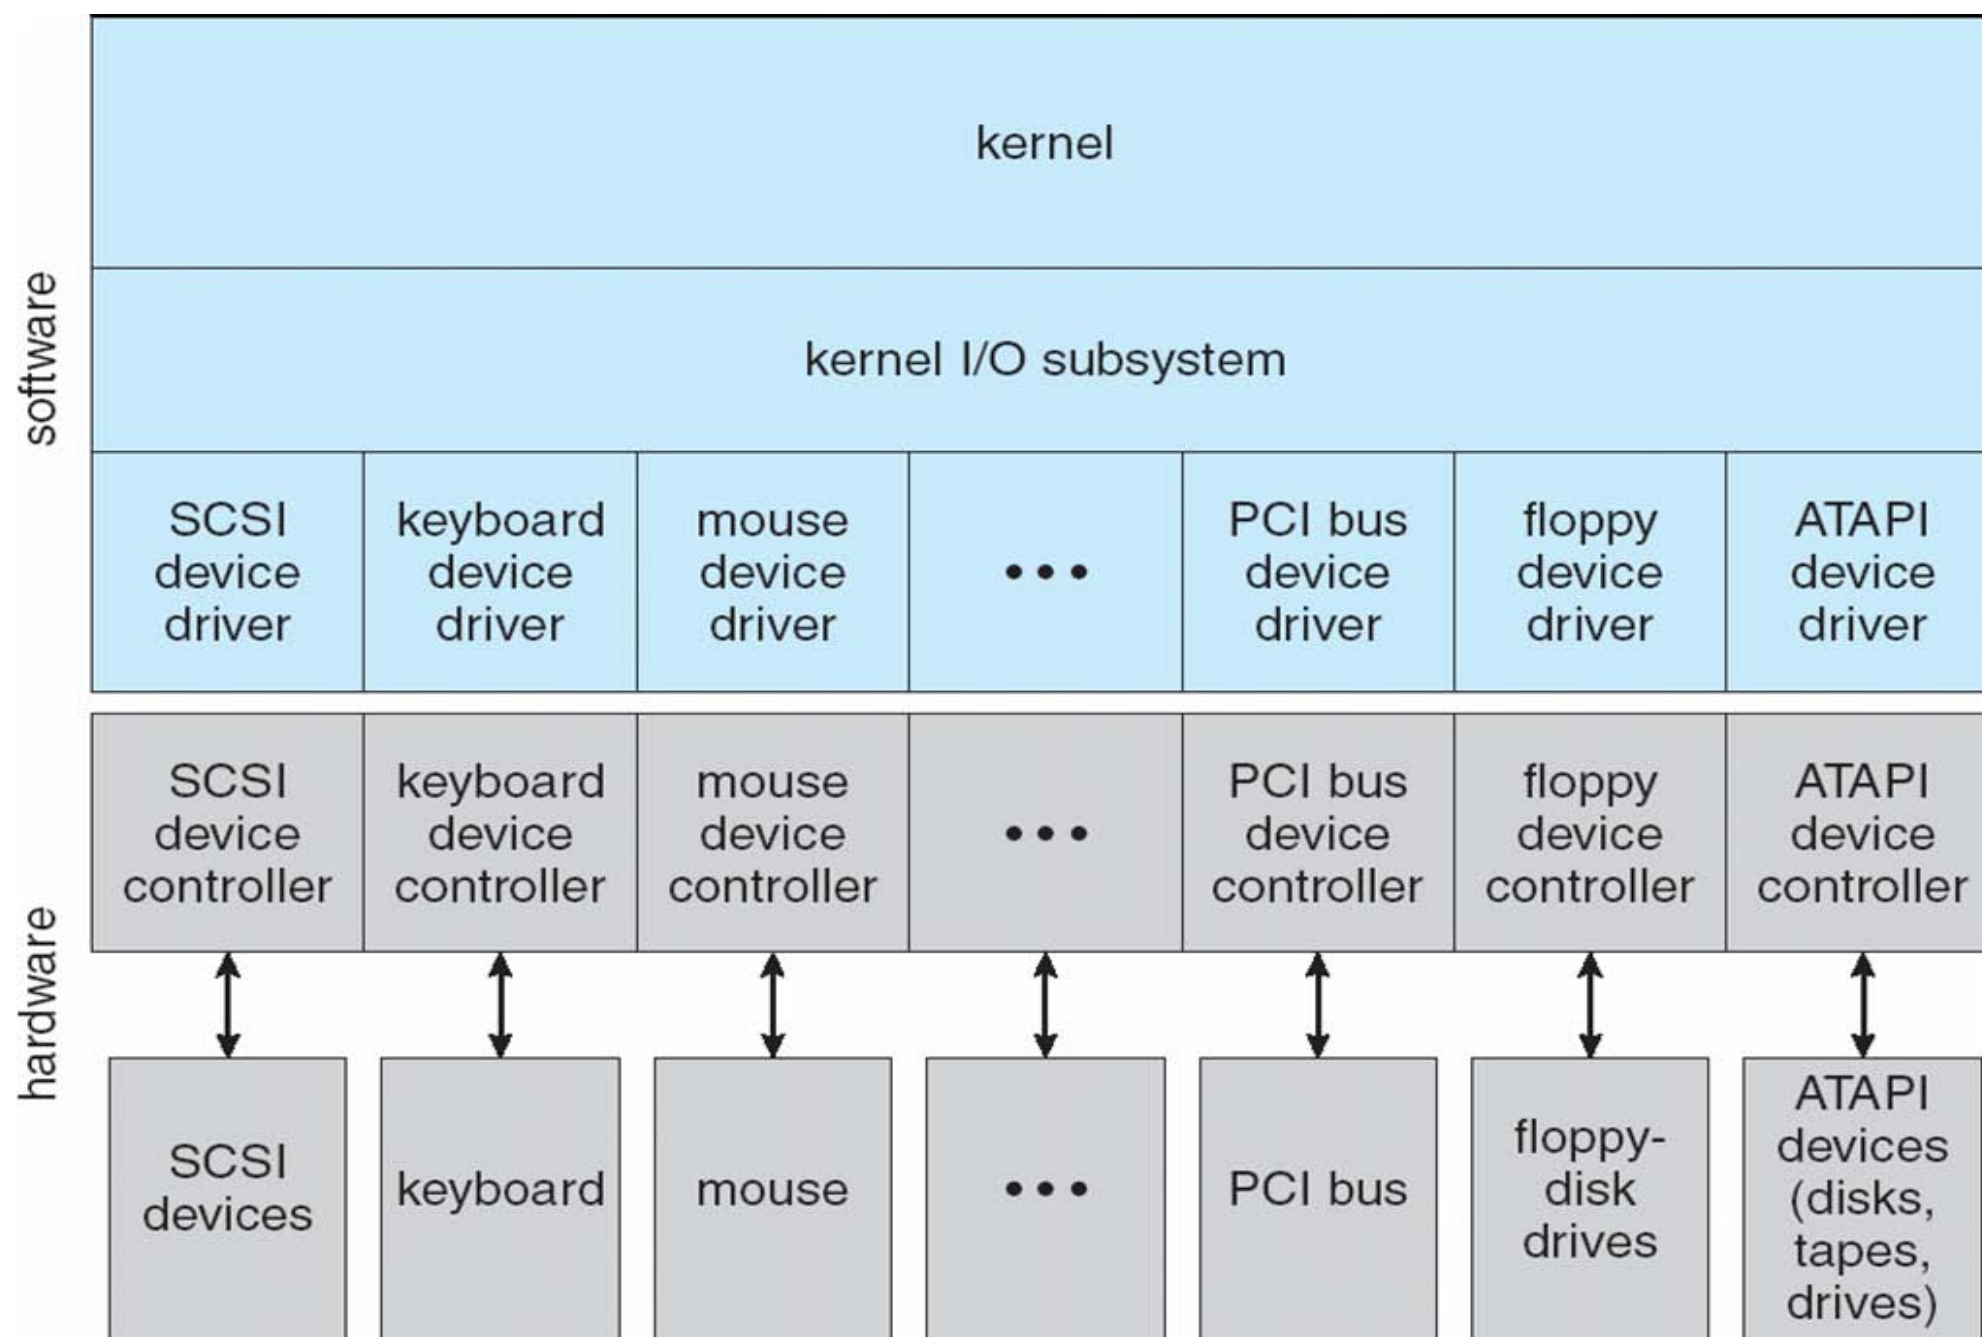 software
kernel
kernel I/O subsystem
SCSI
device
driver
keyboard
device
driver
mouse
device
driver
•••
PCI bus
device
driver
floppy
device
driver
ATAPI
device
driver
hardware
SCSI
device
controller
keyboard
device
controller
mouse
device
controller
•••
PCI bus
device
controller
floppy
device
controller
ATAPI
device
controller
SCSI
devices
keyboard
mouse
•••
PCI bus
floppy-
disk
drives
ATAPI
devices
(disks,
tapes,
drives)